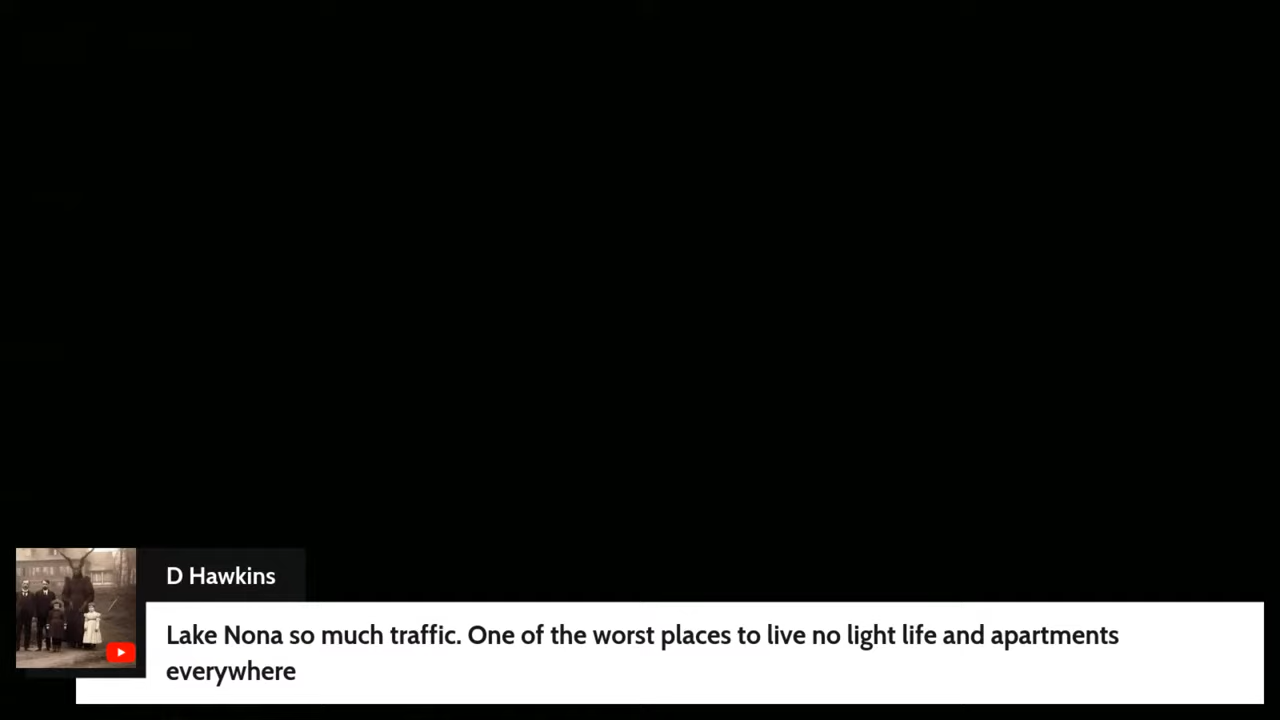 D Hawkins
Lake Nona so much traffic. One of the worst places to live no light life and apartments
everywhere